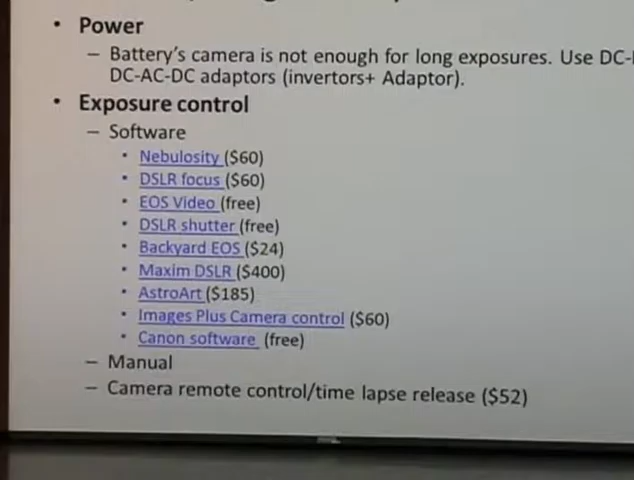 • Power
– Battery's camera is not enough for long exposures. Use DC-
DC-AC-DC adaptors (invertors+ Adaptor).
• Exposure control
– Software
• Nebulosity ($60)
• DSLR focus ($60)
• EOS Video (free)
• DSLR shutter (free)
• Backyard EOS ($24)
• Maxim DSLR ($400)
• AstroArt ($185)
• Images Plus Camera control ($60)
• Canon software (free)
– Manual
– Camera remote control/time lapse release ($52)